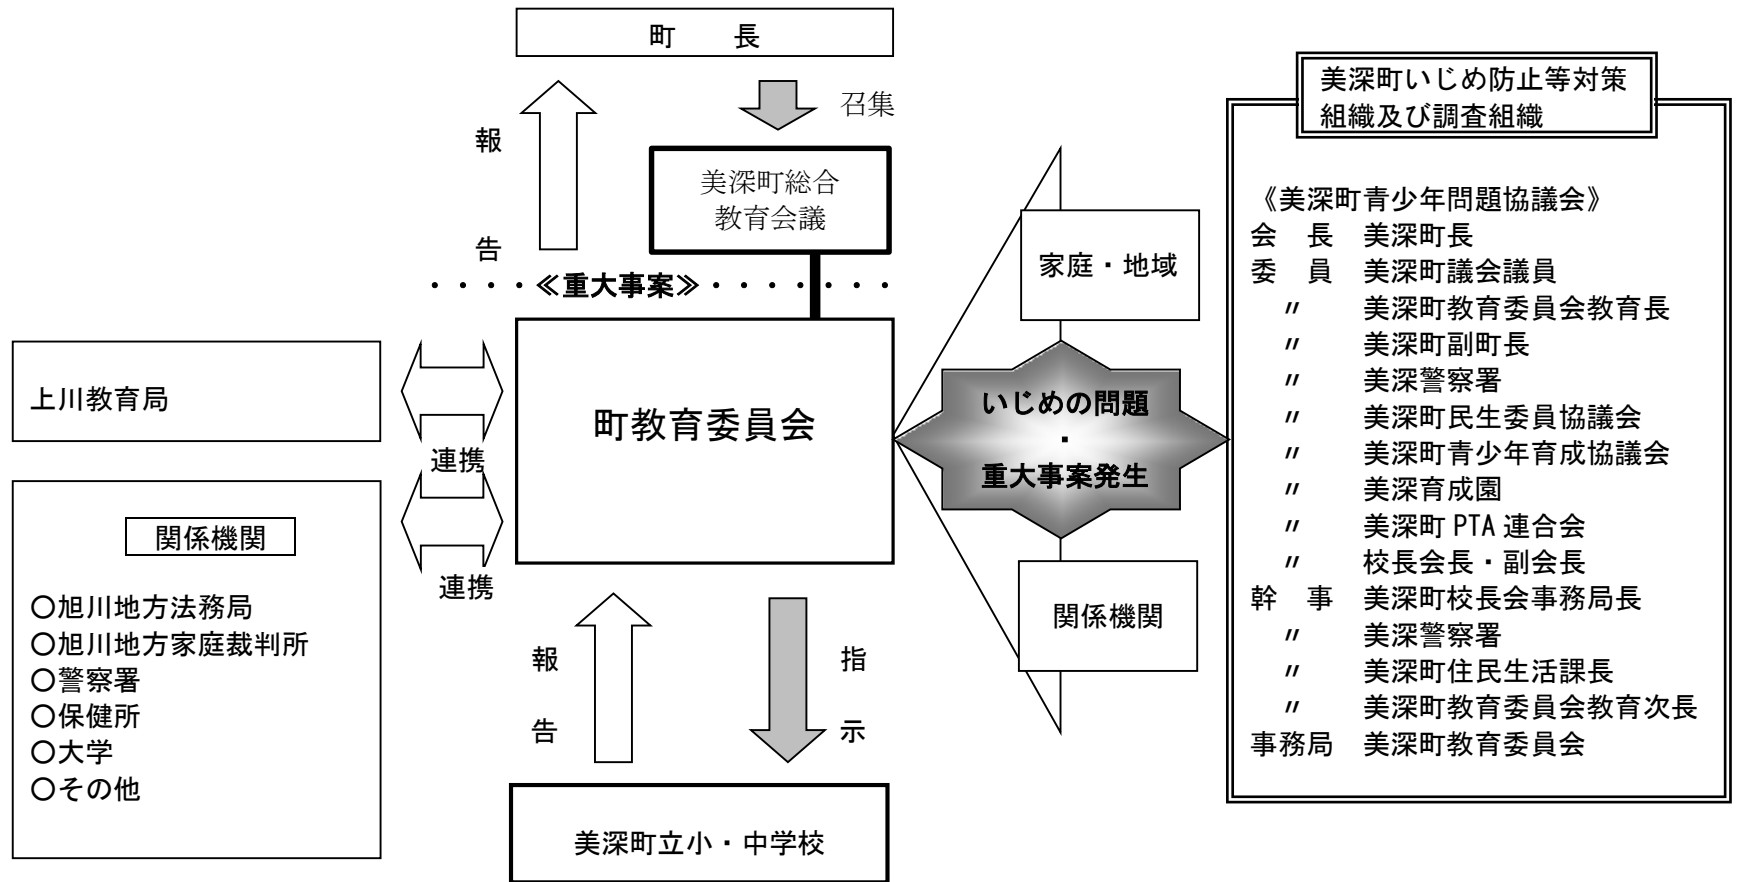 町　　長
召集
報
告
美深町総合
教育会議
・・・・≪重大事案≫・・・・・・・
上川教育局
連携
町教育委員会
関係機関
〇旭川地方法務局
〇旭川地方家庭裁判所
〇警察署
〇保健所
〇大学
〇その他
連携
報
告
指
示
美深町立小・中学校
家庭・地域
いじめの問題
・
重大事案発生
関係機関
美深町いじめ防止等対策
組織及び調査組織
《美深町青少年問題協議会》
会　長　美深町長
委　員　美深町議会議員
〃　美深町教育委員会教育長
〃　美深町副町長
〃　美深警察署
〃　美深町民生委員協議会
〃　美深町青少年育成協議会
〃　美深育成園
〃　美深町 PTA 連合会
〃　校長会長・副会長
幹　事　美深町校長会事務局長
〃　美深警察署
〃　美深町住民生活課長
〃　美深町教育委員会教育次長
事務局　美深町教育委員会